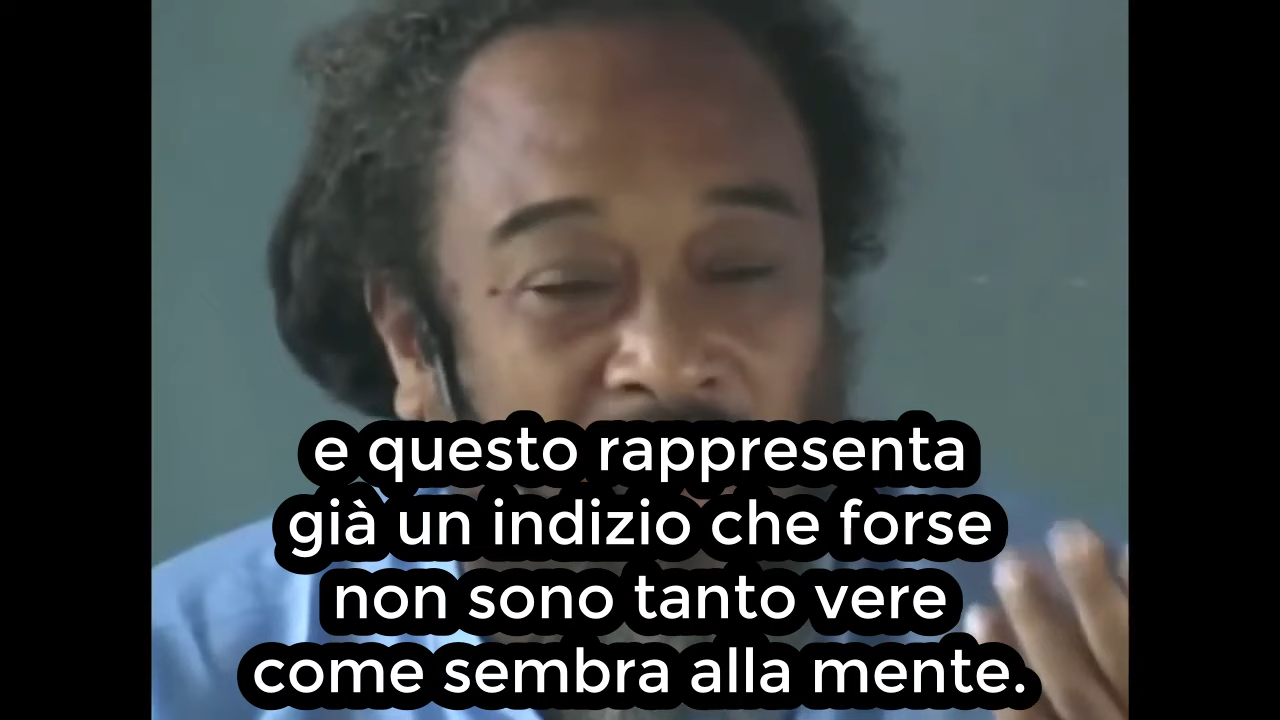 e questo rappresenta
già un indizio che forse
non sono tanto vere
come sembra alla mente.